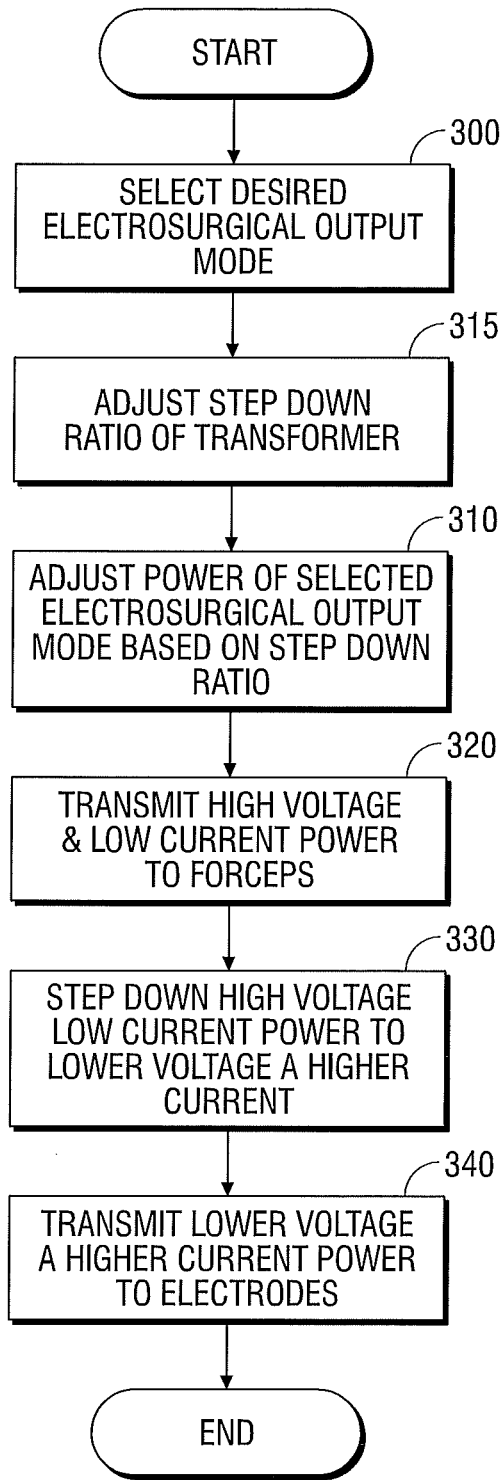 START
300
SELECT DESIRED
ELECTROSURGICAL OUTPUT
MODE
315
ADJUST STEP DOWN
RATIO OF TRANSFORMER
310
ADJUST POWER OF SELECTED
ELECTROSURGICAL OUTPUT
MODE BASED ON STEP DOWN
RATIO
320
TRANSMIT HIGH VOLTAGE
& LOW CURRENT POWER
TO FORCEPS
330
STEP DOWN HIGH VOLTAGE
LOW CURRENT POWER TO
LOWER VOLTAGE A HIGHER
CURRENT
340
TRANSMIT LOWER VOLTAGE
A HIGHER CURRENT POWER
TO ELECTRODES
END